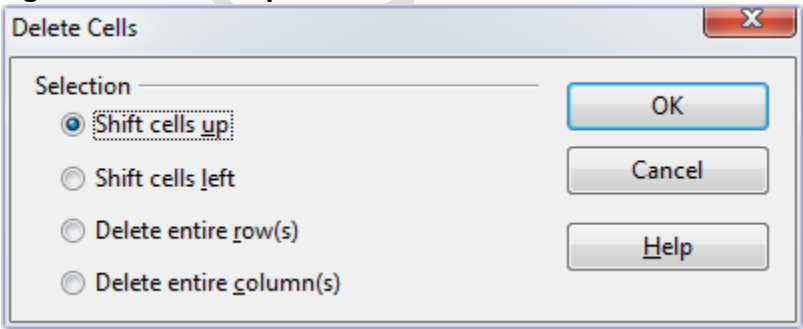 Delete Cells
Selection
Shift cells up
OK
Shift cells left
Cancel
Delete entire row(s)
Help
Delete entire column(s)